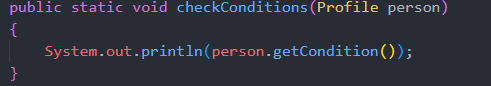 public static void checkConditions(Profile person)
{
    System.out.println(person.getCondition());
}